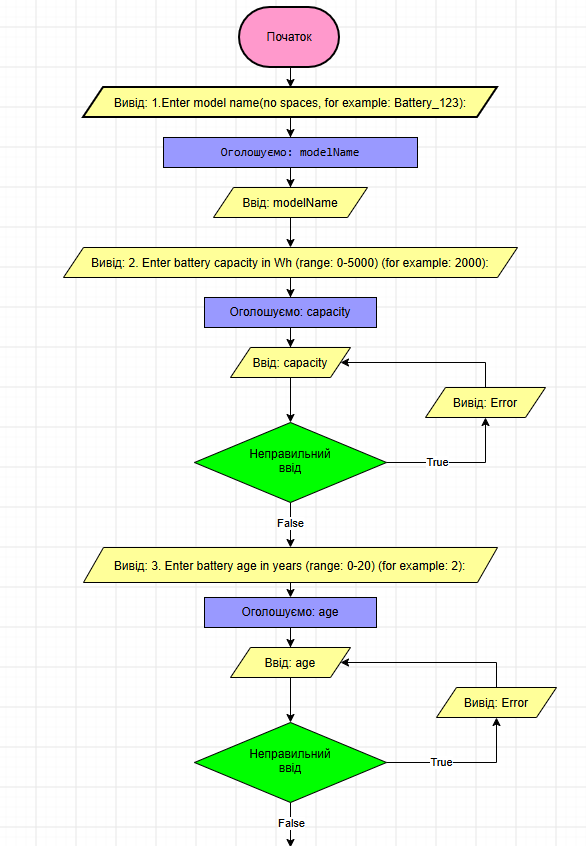 Початок
Вивід: 1.Enter model name(no spaces, for example: Battery_123):
Оголошуємо: modelName
Ввід: modelName
Вивід: 2. Enter battery capacity in Wh (range: 0-5000) (for example: 2000):
Оголошуємо: capacity
Ввід: capacity
Вивід: Error
Неправильний
ввід
True
False
Вивід: 3. Enter battery age in years (range: 0-20) (for example: 2):
Оголошуємо: age
Ввід: age
Вивід: Error
Неправильний
ввід
True
False